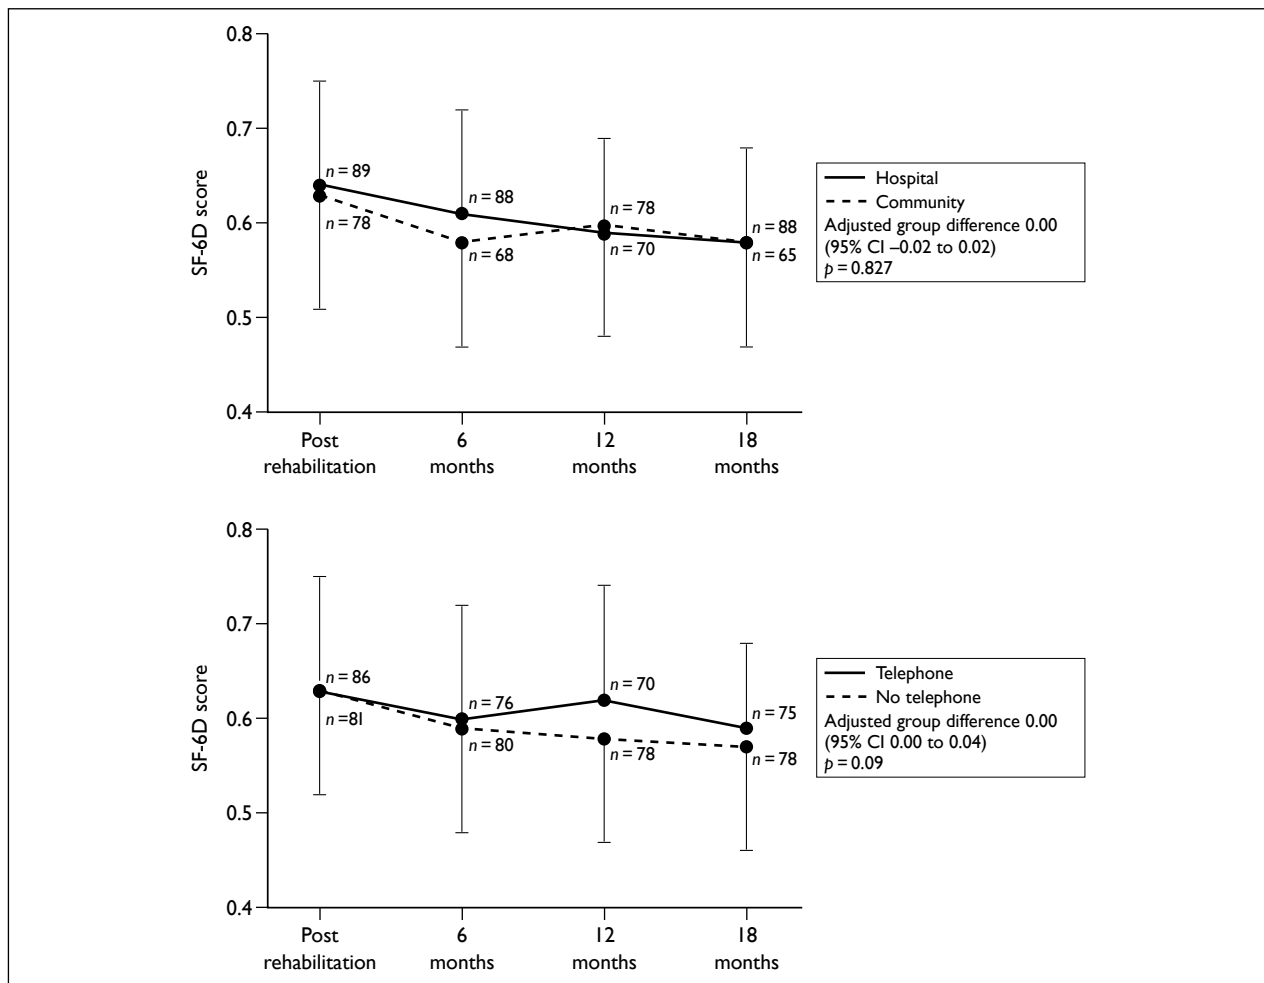 0.8
0.7
0.6
0.5
0.4
SF-6D score
n = 89
n = 78
n = 88
n = 68
n = 78
n = 70
n = 88
n = 65
Post
rehabilitation
6
months
12
months
18
months
Hospital
Community
Adjusted group difference 0.00
(95% CI –0.02 to 0.02)
p = 0.827
0.8
0.7
0.6
0.5
0.4
SF-6D score
n = 86
n = 81
n = 76
n = 80
n = 70
n = 78
n = 75
n = 78
Post
rehabilitation
6
months
12
months
18
months
Telephone
No telephone
Adjusted group difference 0.00
(95% CI 0.00 to 0.04)
p = 0.09